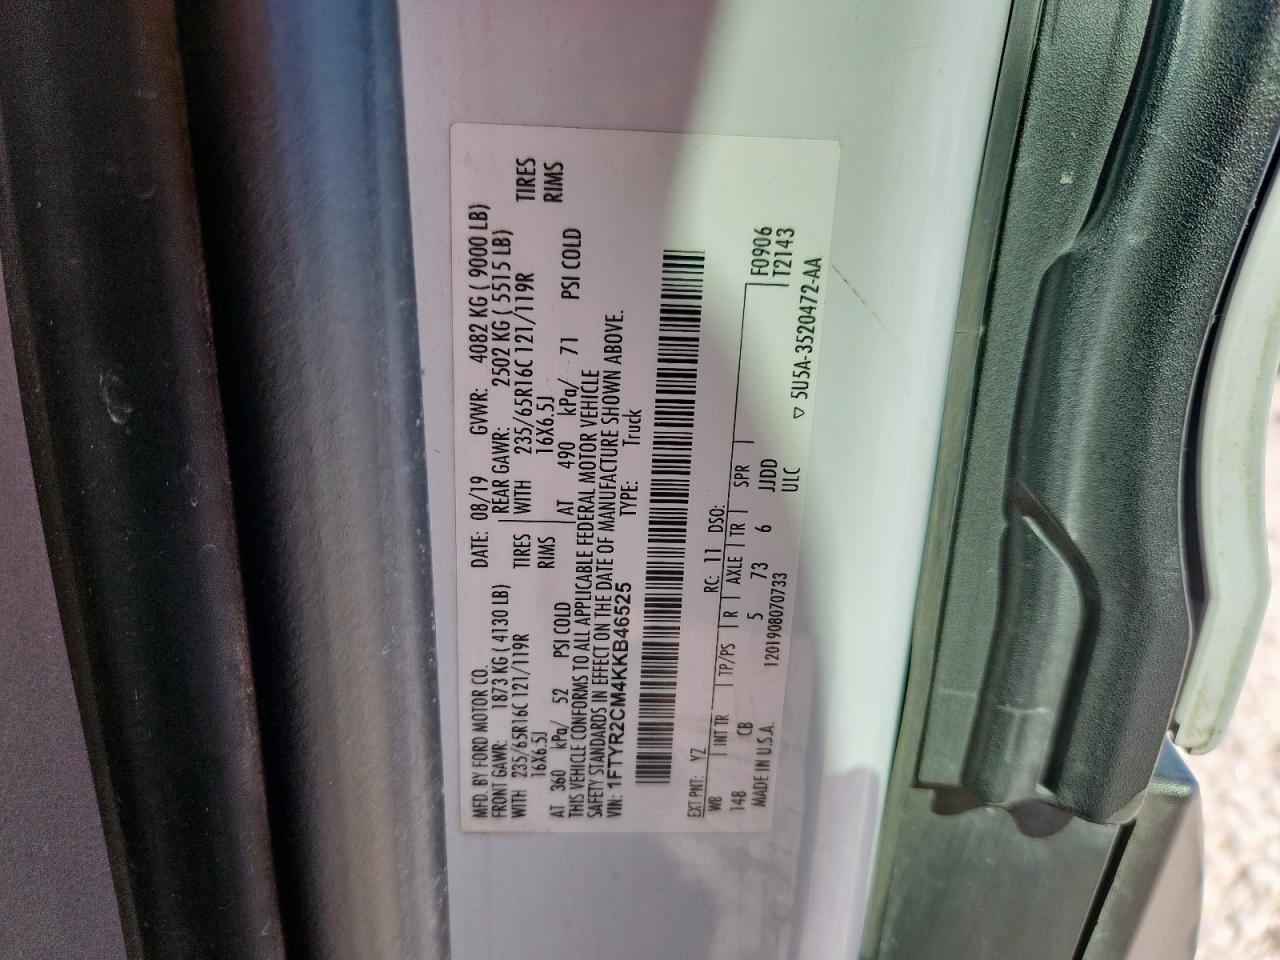 MFD. BY FORD MOTOR CO. DATE: 08/19 GVWR: 4082 KG ( 9000 LB)
FRONT GAWR: 1873 KG ( 4130 LB) REAR GAWR: 2502 KG ( 5515 LB)
WITH 235/65R16C 121/119R TIRES WITH 235/65R16C 121/119R TIRES
16X6.5J RIMS 16X6.5J RIMS
AT 360 kPa/ 52 PSI COLD AT 490 kPa/ 71 PSI COLD
THIS VEHICLE CONFORMS TO ALL APPLICABLE FEDERAL MOTOR VEHICLE
SAFETY STANDARDS IN EFFECT ON THE DATE OF MANUFACTURE SHOWN ABOVE.
VIN: 1FTYR2CM4KKB46525 TYPE: Truck
EXT PNT: YZ RC: 11 DSO: F0906
WB INT TR TP/PS R AXLE TR SPR T2143
148 CB 5 73 6 JJDD
MADE IN U.S.A. 1201908070733 ULC
▽ 5U5A-3520472-AA